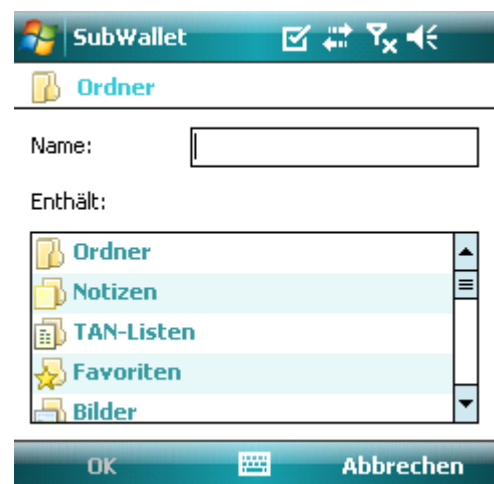 SubWallet
Ordner
Name:
Enthält:
Ordner
Notizen
TAN-Listen
Favoriten
Bilder
OK Abbrechen